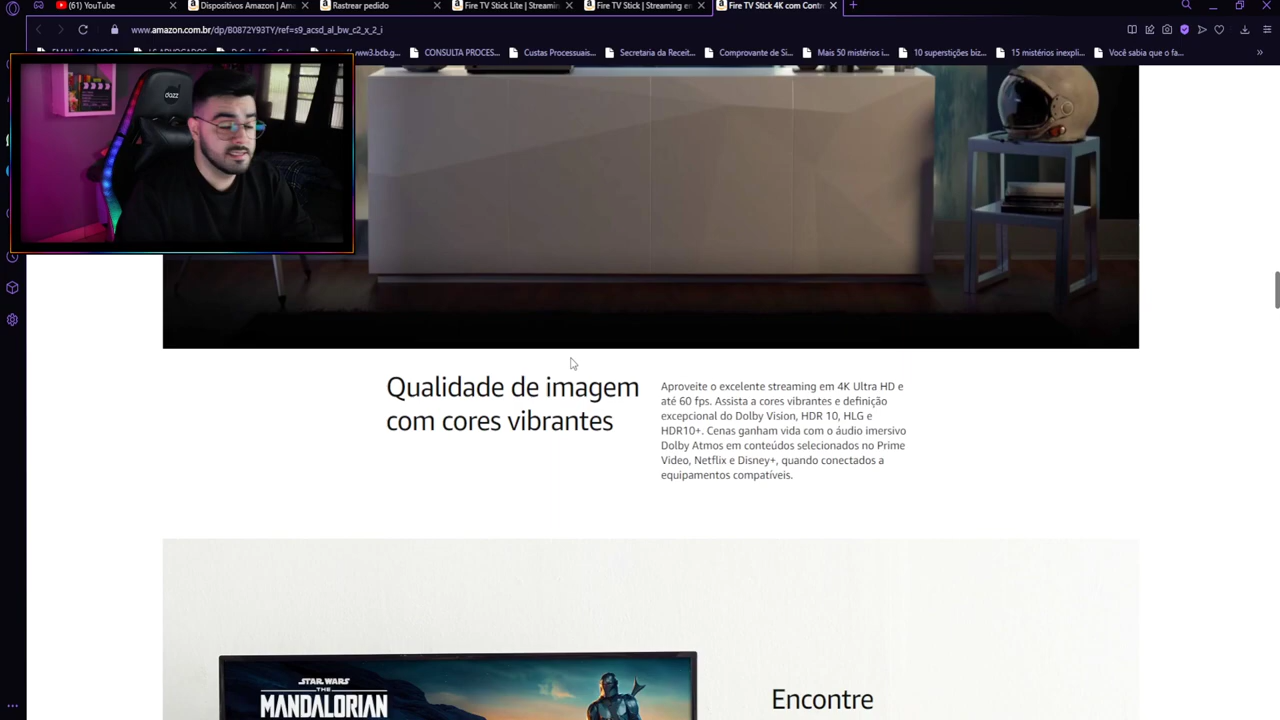 (61) YouTube
Dispositivos Amazon | Ama
Rastrear pedido
Fire TV Stick Lite | Streamin
Fire TV Stick | Streaming en
Fire TV Stick 4K com Contr
www.amazon.com.br/dp/B0872Y93TY/ref=s9_acsd_al_bw_c2_x_2_i
CONSULTA PROCES...
Custas Processuais...
Secretaria da Receit...
Comprovante de Si...
Mais 50 mistérios i...
10 superstições biz...
15 mistérios inexpli...
Você sabia que o fa...
dazz
Qualidade de imagem
com cores vibrantes
Aproveite o excelente streaming em 4K Ultra HD e
até 60 fps. Assista a cores vibrantes e definição
excepcional do Dolby Vision, HDR 10, HLG e
HDR10+. Cenas ganham vida com o áudio imersivo
Dolby Atmos em conteúdos selecionados no Prime
Video, Netflix e Disney+, quando conectados a
equipamentos compatíveis.
STAR WARS
THE
MANDALORIAN
Encontre